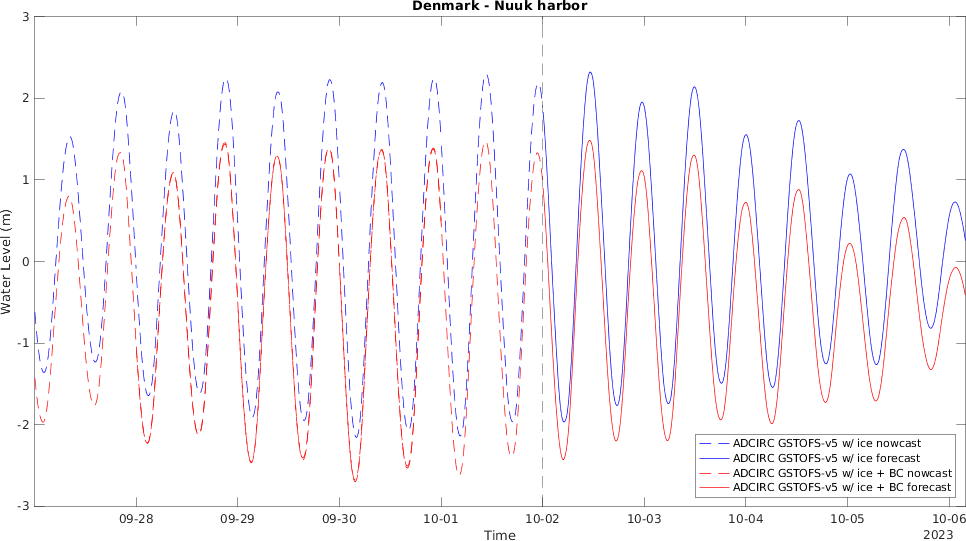 Denmark - Nuuk harbor
3
2
1
0
-1
-2
-3
Water Level (m)
ADCIRC GSTOFS-v5 w/ ice nowcast
ADCIRC GSTOFS-v5 w/ ice forecast
ADCIRC GSTOFS-v5 w/ ice + BC nowcast
ADCIRC GSTOFS-v5 w/ ice + BC forecast
09-28 09-29 09-30 10-01 10-02 10-03 10-04 10-05 10-06
Time 2023